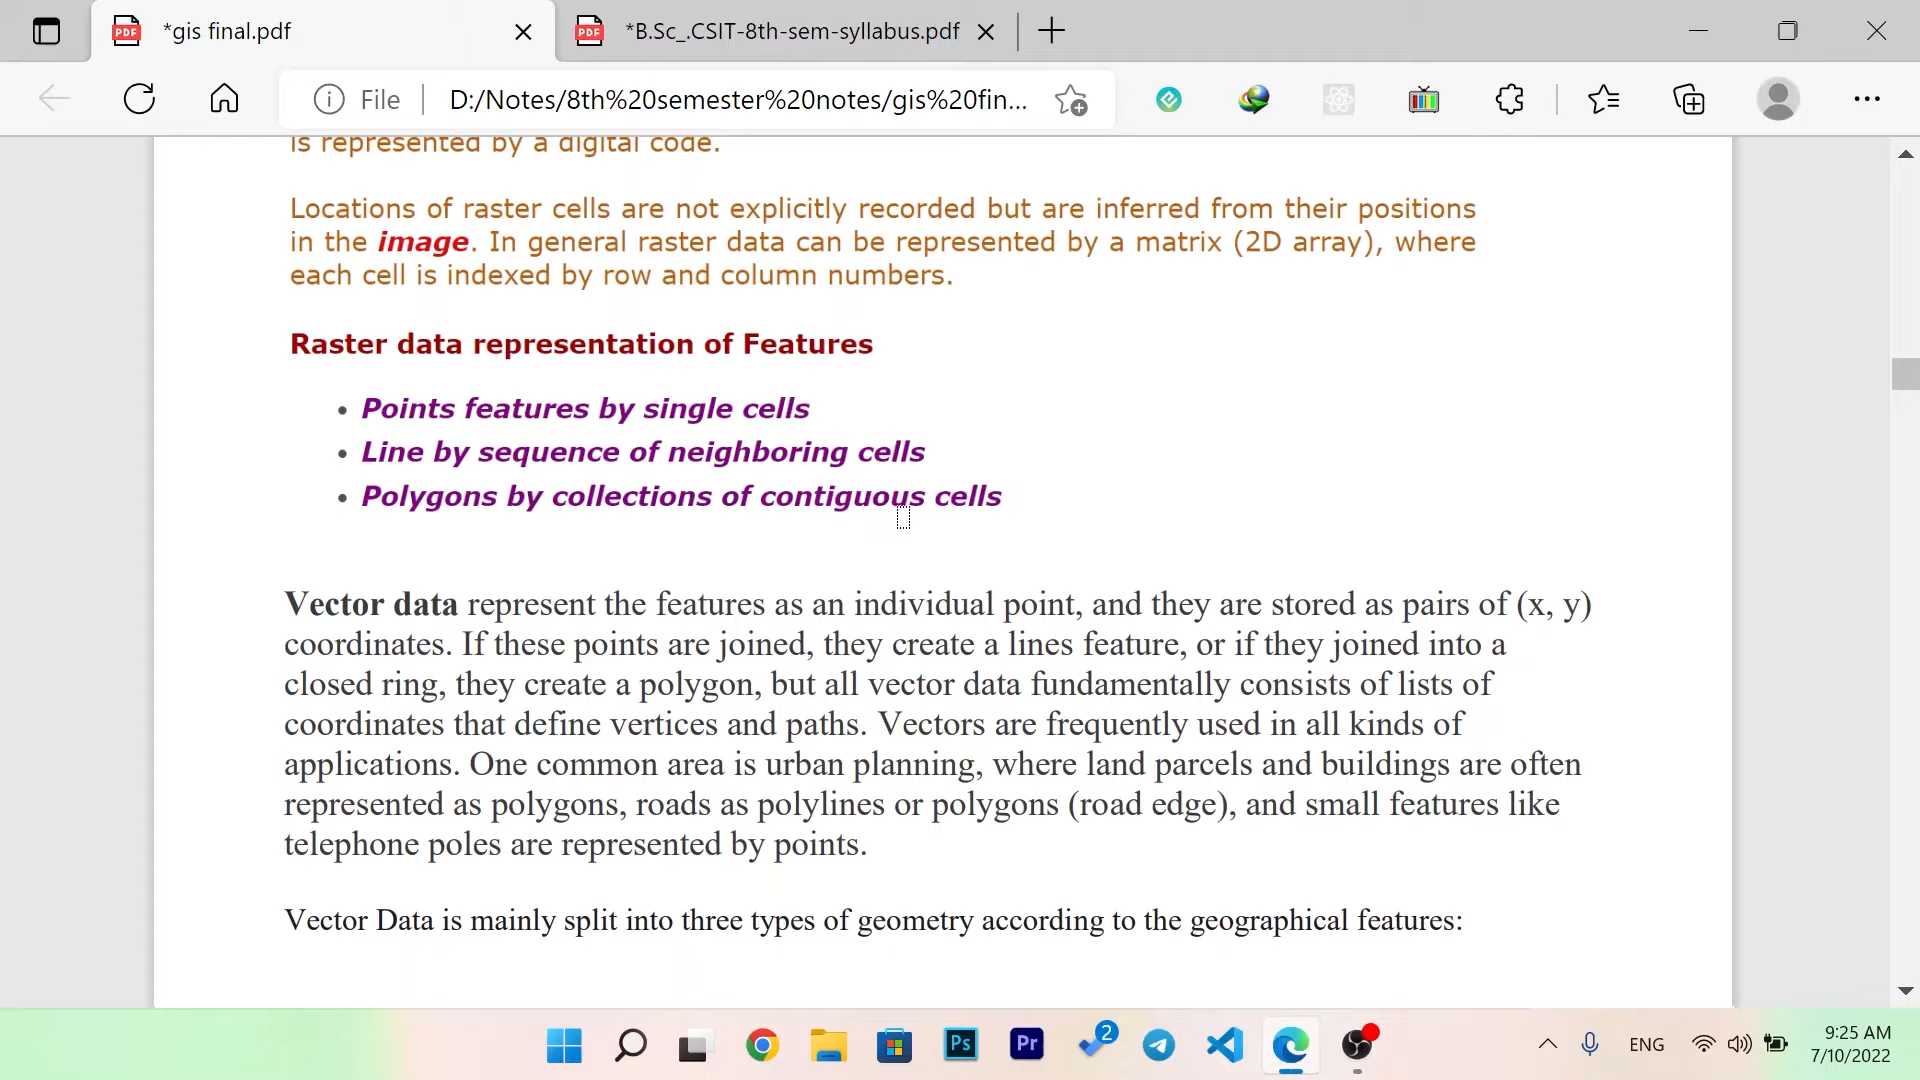 *gis final.pdf
*B.Sc_.CSIT-8th-sem-syllabus.pdf
File
D:/Notes/8th%20semester%20notes/gis%20fin...
is represented by a digital code.
Locations of raster cells are not explicitly recorded but are inferred from their positions
in the image. In general raster data can be represented by a matrix (2D array), where
each cell is indexed by row and column numbers.
Raster data representation of Features
• Points features by single cells
• Line by sequence of neighboring cells
• Polygons by collections of contiguous cells
Vector data represent the features as an individual point, and they are stored as pairs of (x, y)
coordinates. If these points are joined, they create a lines feature, or if they joined into a
closed ring, they create a polygon, but all vector data fundamentally consists of lists of
coordinates that define vertices and paths. Vectors are frequently used in all kinds of
applications. One common area is urban planning, where land parcels and buildings are often
represented as polygons, roads as polylines or polygons (road edge), and small features like
telephone poles are represented by points.
Vector Data is mainly split into three types of geometry according to the geographical features:
PDF
PDF
Ps
Pr
2
ENG
9:25 AM
7/10/2022